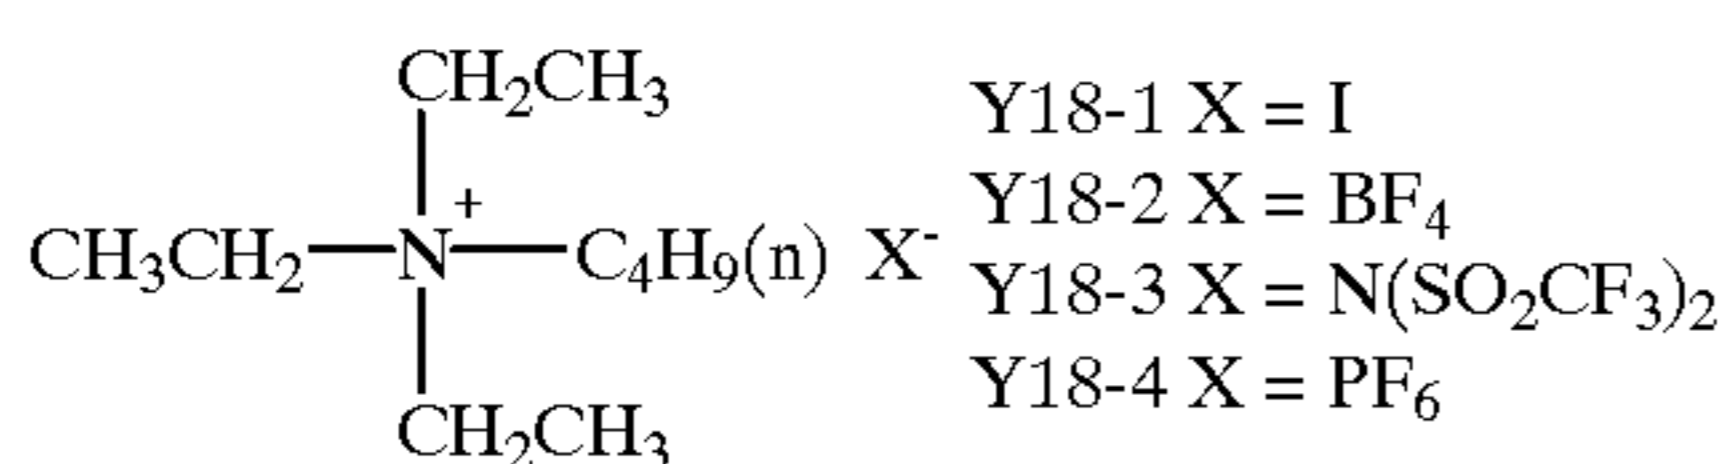 CH₂CH₃
CH₃CH₂—N⁺—C₄H₉(n) X⁻
CH₂CH₃
Y18-1 X = I
Y18-2 X = BF₄
Y18-3 X = N(SO₂CF₃)₂
Y18-4 X = PF₆